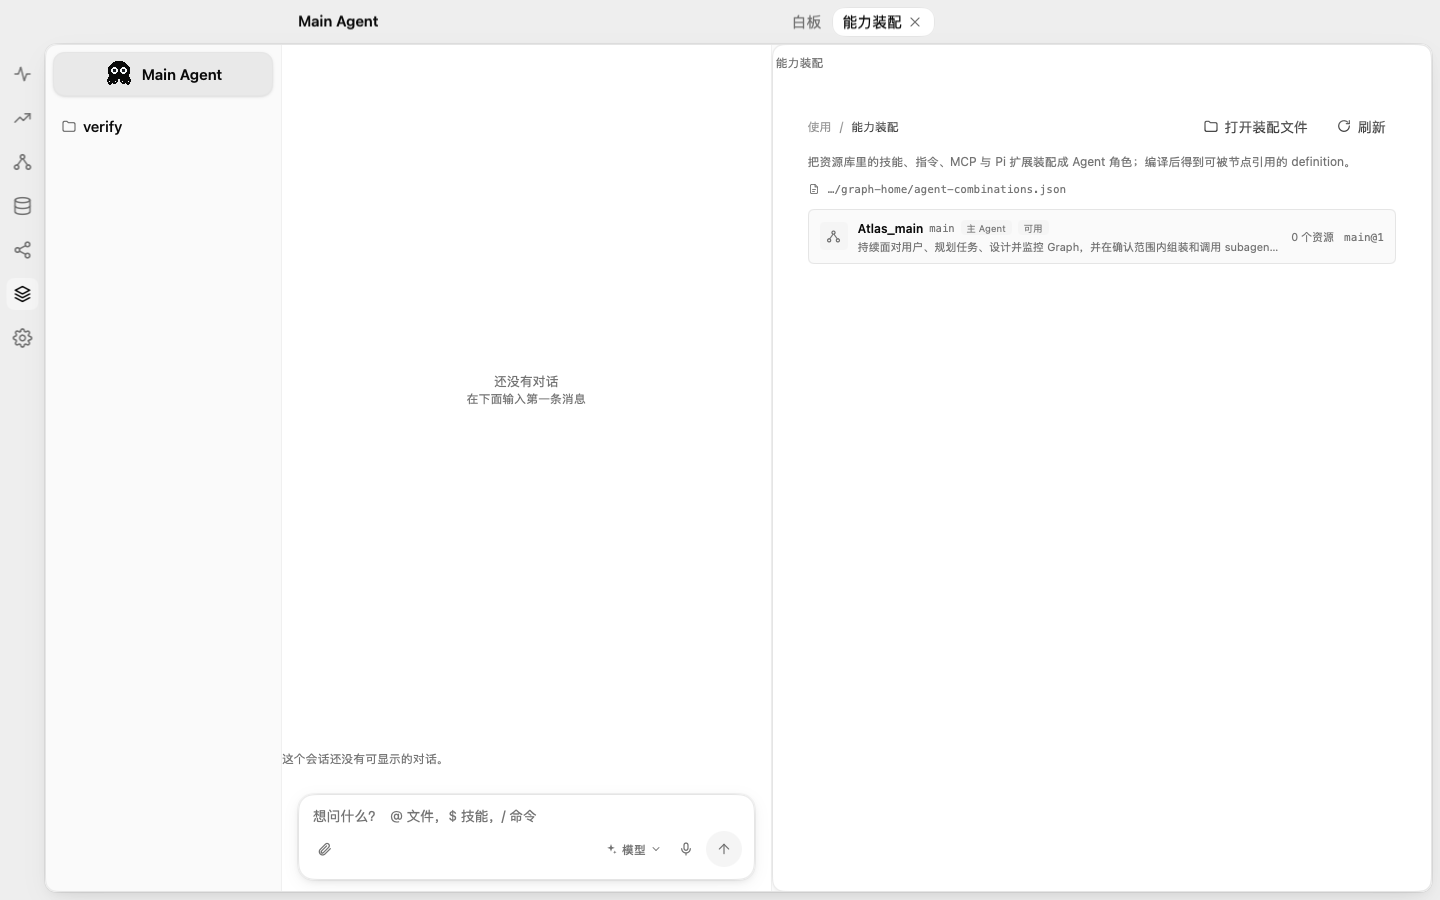 Main Agent
白板
能力装配
Main Agent
verify
还没有对话
在下面输入第一条消息
这个会话还没有可显示的对话。
想问什么? @ 文件, $ 技能, / 命令
模型
能力装配
使用 / 能力装配
打开装配文件
刷新
把资源库里的技能、指令、MCP 与 Pi 扩展装配成 Agent 角色；编译后得到可被节点引用的 definition。
…/graph-home/agent-combinations.json
Atlas_main main 主 Agent 可用
持续面对用户、规划任务、设计并监控 Graph，并在确认范围内组装和调用 subagen...
0 个资源 main@1